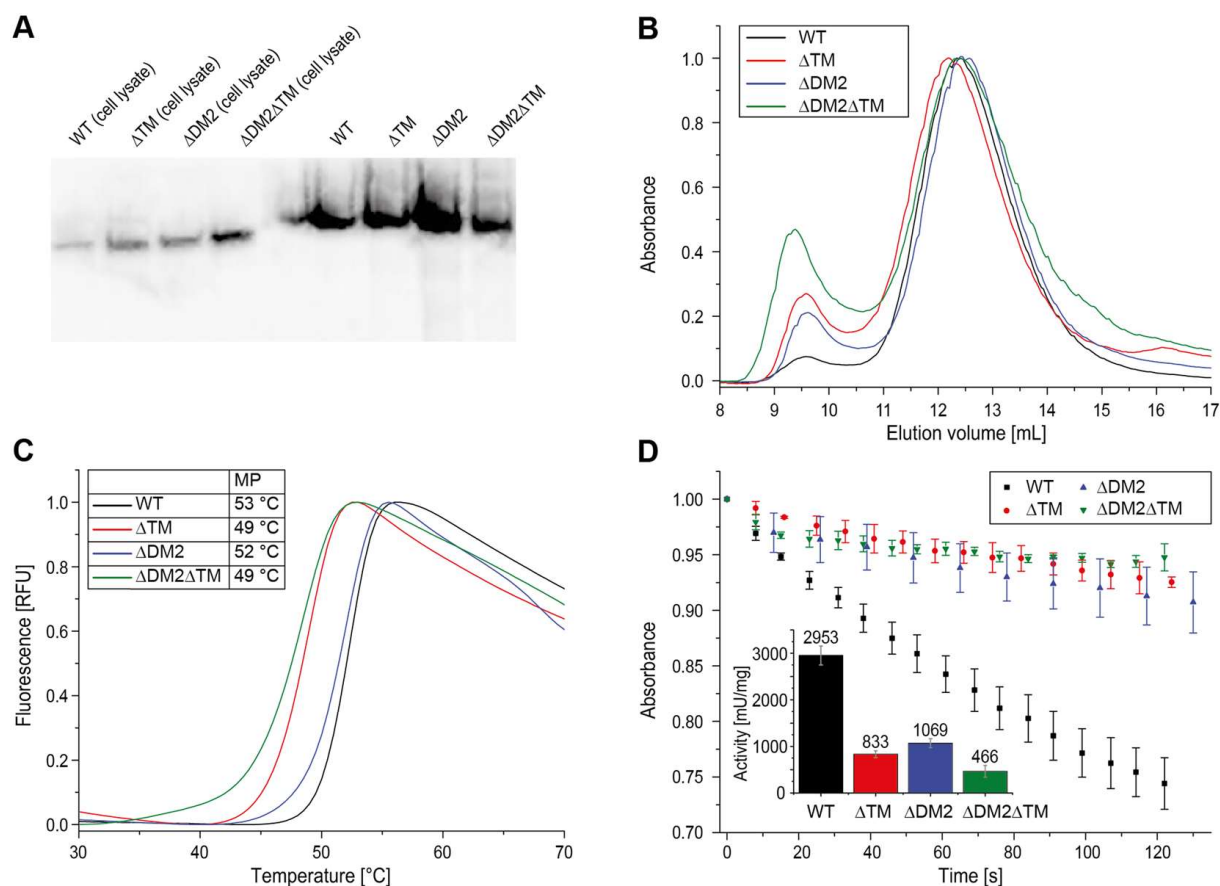 A
WT (cell lysate)
ΔTM (cell lysate)
ΔDM2 (cell lysate)
ΔDM2ΔTM (cell lysate)
WT
ΔTM
ΔDM2
ΔDM2ΔTM
B
WT
ΔTM
ΔDM2
ΔDM2ΔTM
Absorbance
1.0
0.8
0.6
0.4
0.2
0.0
8 9 10 11 12 13 14 15 16 17
Elution volume [mL]
C
MP
WT 53 °C
ΔTM 49 °C
ΔDM2 52 °C
ΔDM2ΔTM 49 °C
Fluorescence [RFU]
1.0
0.8
0.6
0.4
0.2
0.0
30 40 50 60 70
Temperature [°C]
D
WT ΔDM2
ΔTM ΔDM2ΔTM
Absorbance
1.00
0.95
0.90
0.85
0.80
0.75
0.70
Activity [mU/mg]
3000
2000
1000
0
2953
833
1069
466
WT ΔTM ΔDM2 ΔDM2ΔTM
0 20 40 60 80 100 120
Time [s]